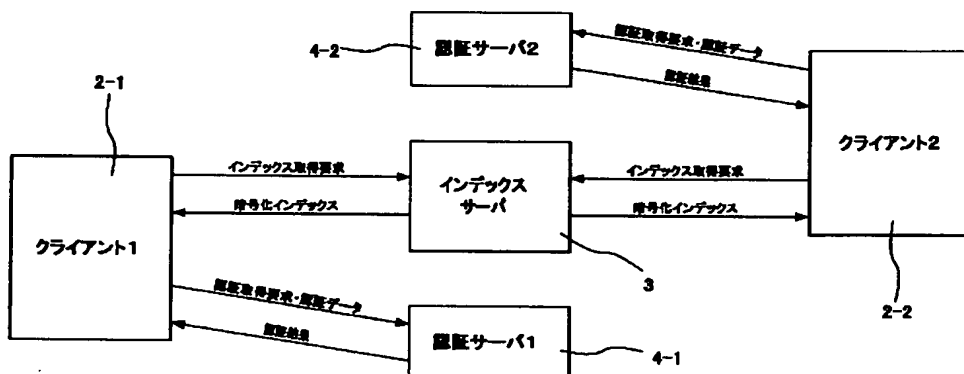 4-2
認証サーバ2
認証取得要求・認証データ
認証結果
2-1
クライアント2
クライアント1
インデックス取得要求
暗号化インデックス
インデックス
サーバ
インデックス取得要求
暗号化インデックス
3
2-2
認証取得要求・認証データ
認証結果
認証サーバ1
4-1